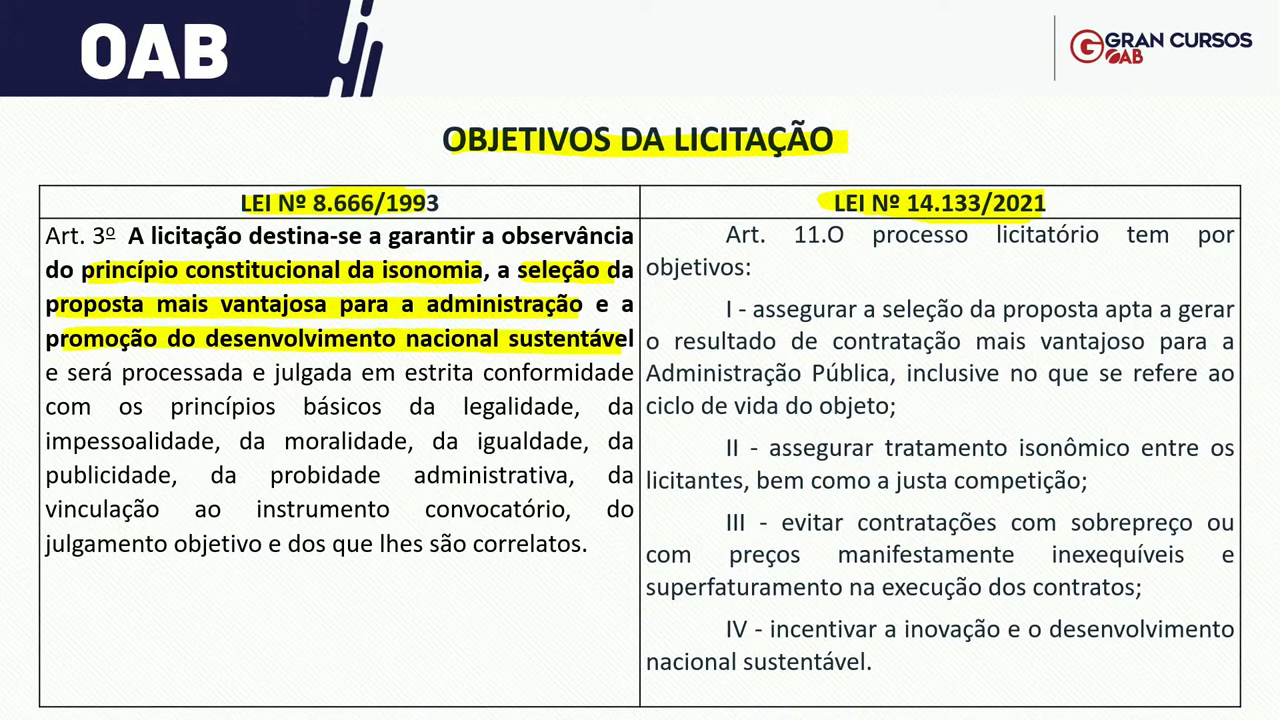 OAB
GRAN CURSOS
OAB
OBJETIVOS DA LICITAÇÃO
LEI Nº 8.666/1993
Art. 3º A licitação destina-se a garantir a observância
do princípio constitucional da isonomia, a seleção da
proposta mais vantajosa para a administração e a
promoção do desenvolvimento nacional sustentável
e será processada e julgada em estrita conformidade
com os princípios básicos da legalidade, da
impessoalidade, da moralidade, da igualdade, da
publicidade, da probidade administrativa, da
vinculação ao instrumento convocatório, do
julgamento objetivo e dos que lhes são correlatos.
LEI Nº 14.133/2021
Art. 11.O processo licitatório tem por
objetivos:
I - assegurar a seleção da proposta apta a gerar
o resultado de contratação mais vantajoso para a
Administração Pública, inclusive no que se refere ao
ciclo de vida do objeto;
II - assegurar tratamento isonômico entre os
licitantes, bem como a justa competição;
III - evitar contratações com sobrepreço ou
com preços manifestamente inexequíveis e
superfaturamento na execução dos contratos;
IV - incentivar a inovação e o desenvolvimento
nacional sustentável.